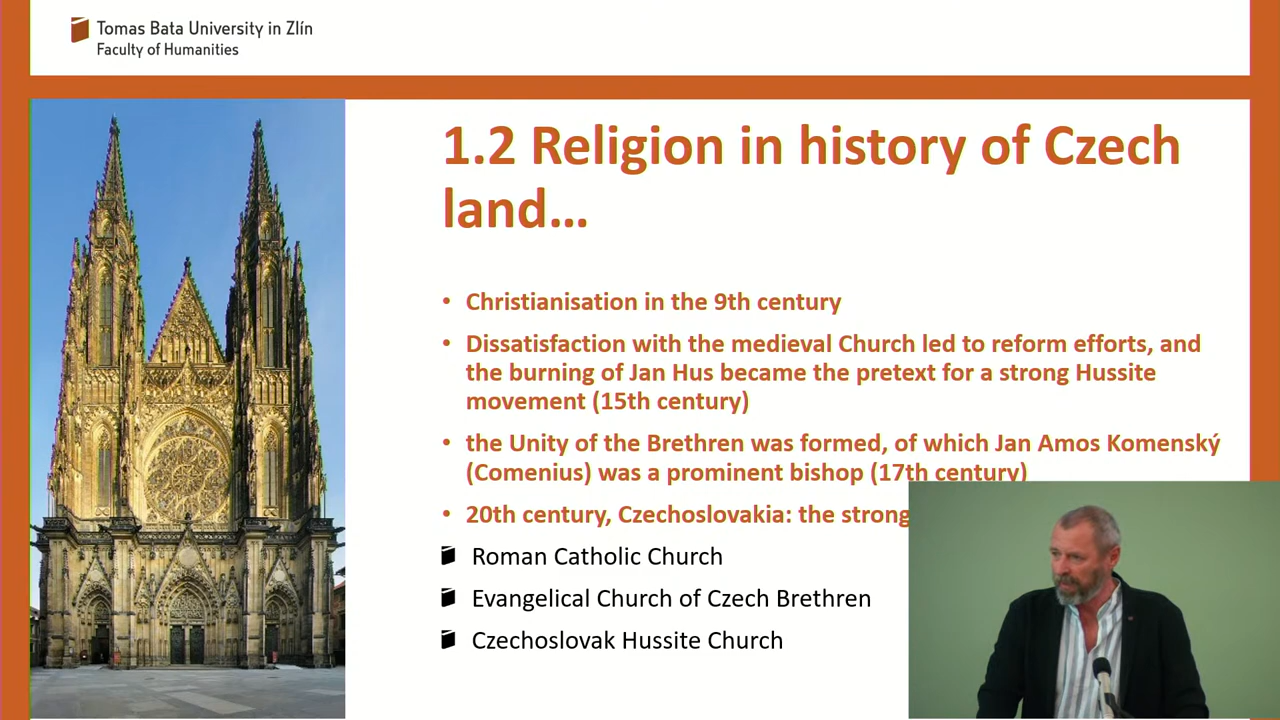 Tomas Bata University in Zlín
Faculty of Humanities
1.2 Religion in history of Czech
land...
• Christianisation in the 9th century
• Dissatisfaction with the medieval Church led to reform efforts, and
the burning of Jan Hus became the pretext for a strong Hussite
movement (15th century)
• the Unity of the Brethren was formed, of which Jan Amos Komenský
(Comenius) was a prominent bishop (17th century)
• 20th century, Czechoslovakia: the strong
Roman Catholic Church
Evangelical Church of Czech Brethren
Czechoslovak Hussite Church